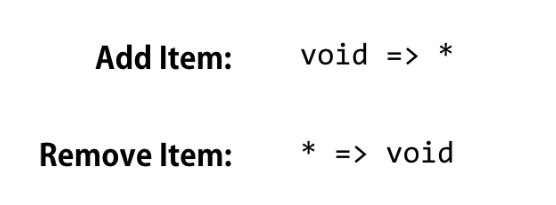 Add Item: void => *
Remove Item: * => void